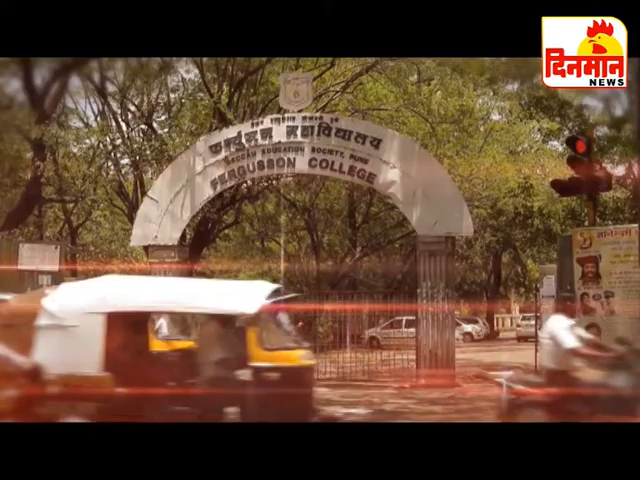 दिनमान
NEWS
फर्ग्युसन महाविद्यालय
DECCAN EDUCATION SOCIETY, PUNE
FERGUSSON COLLEGE